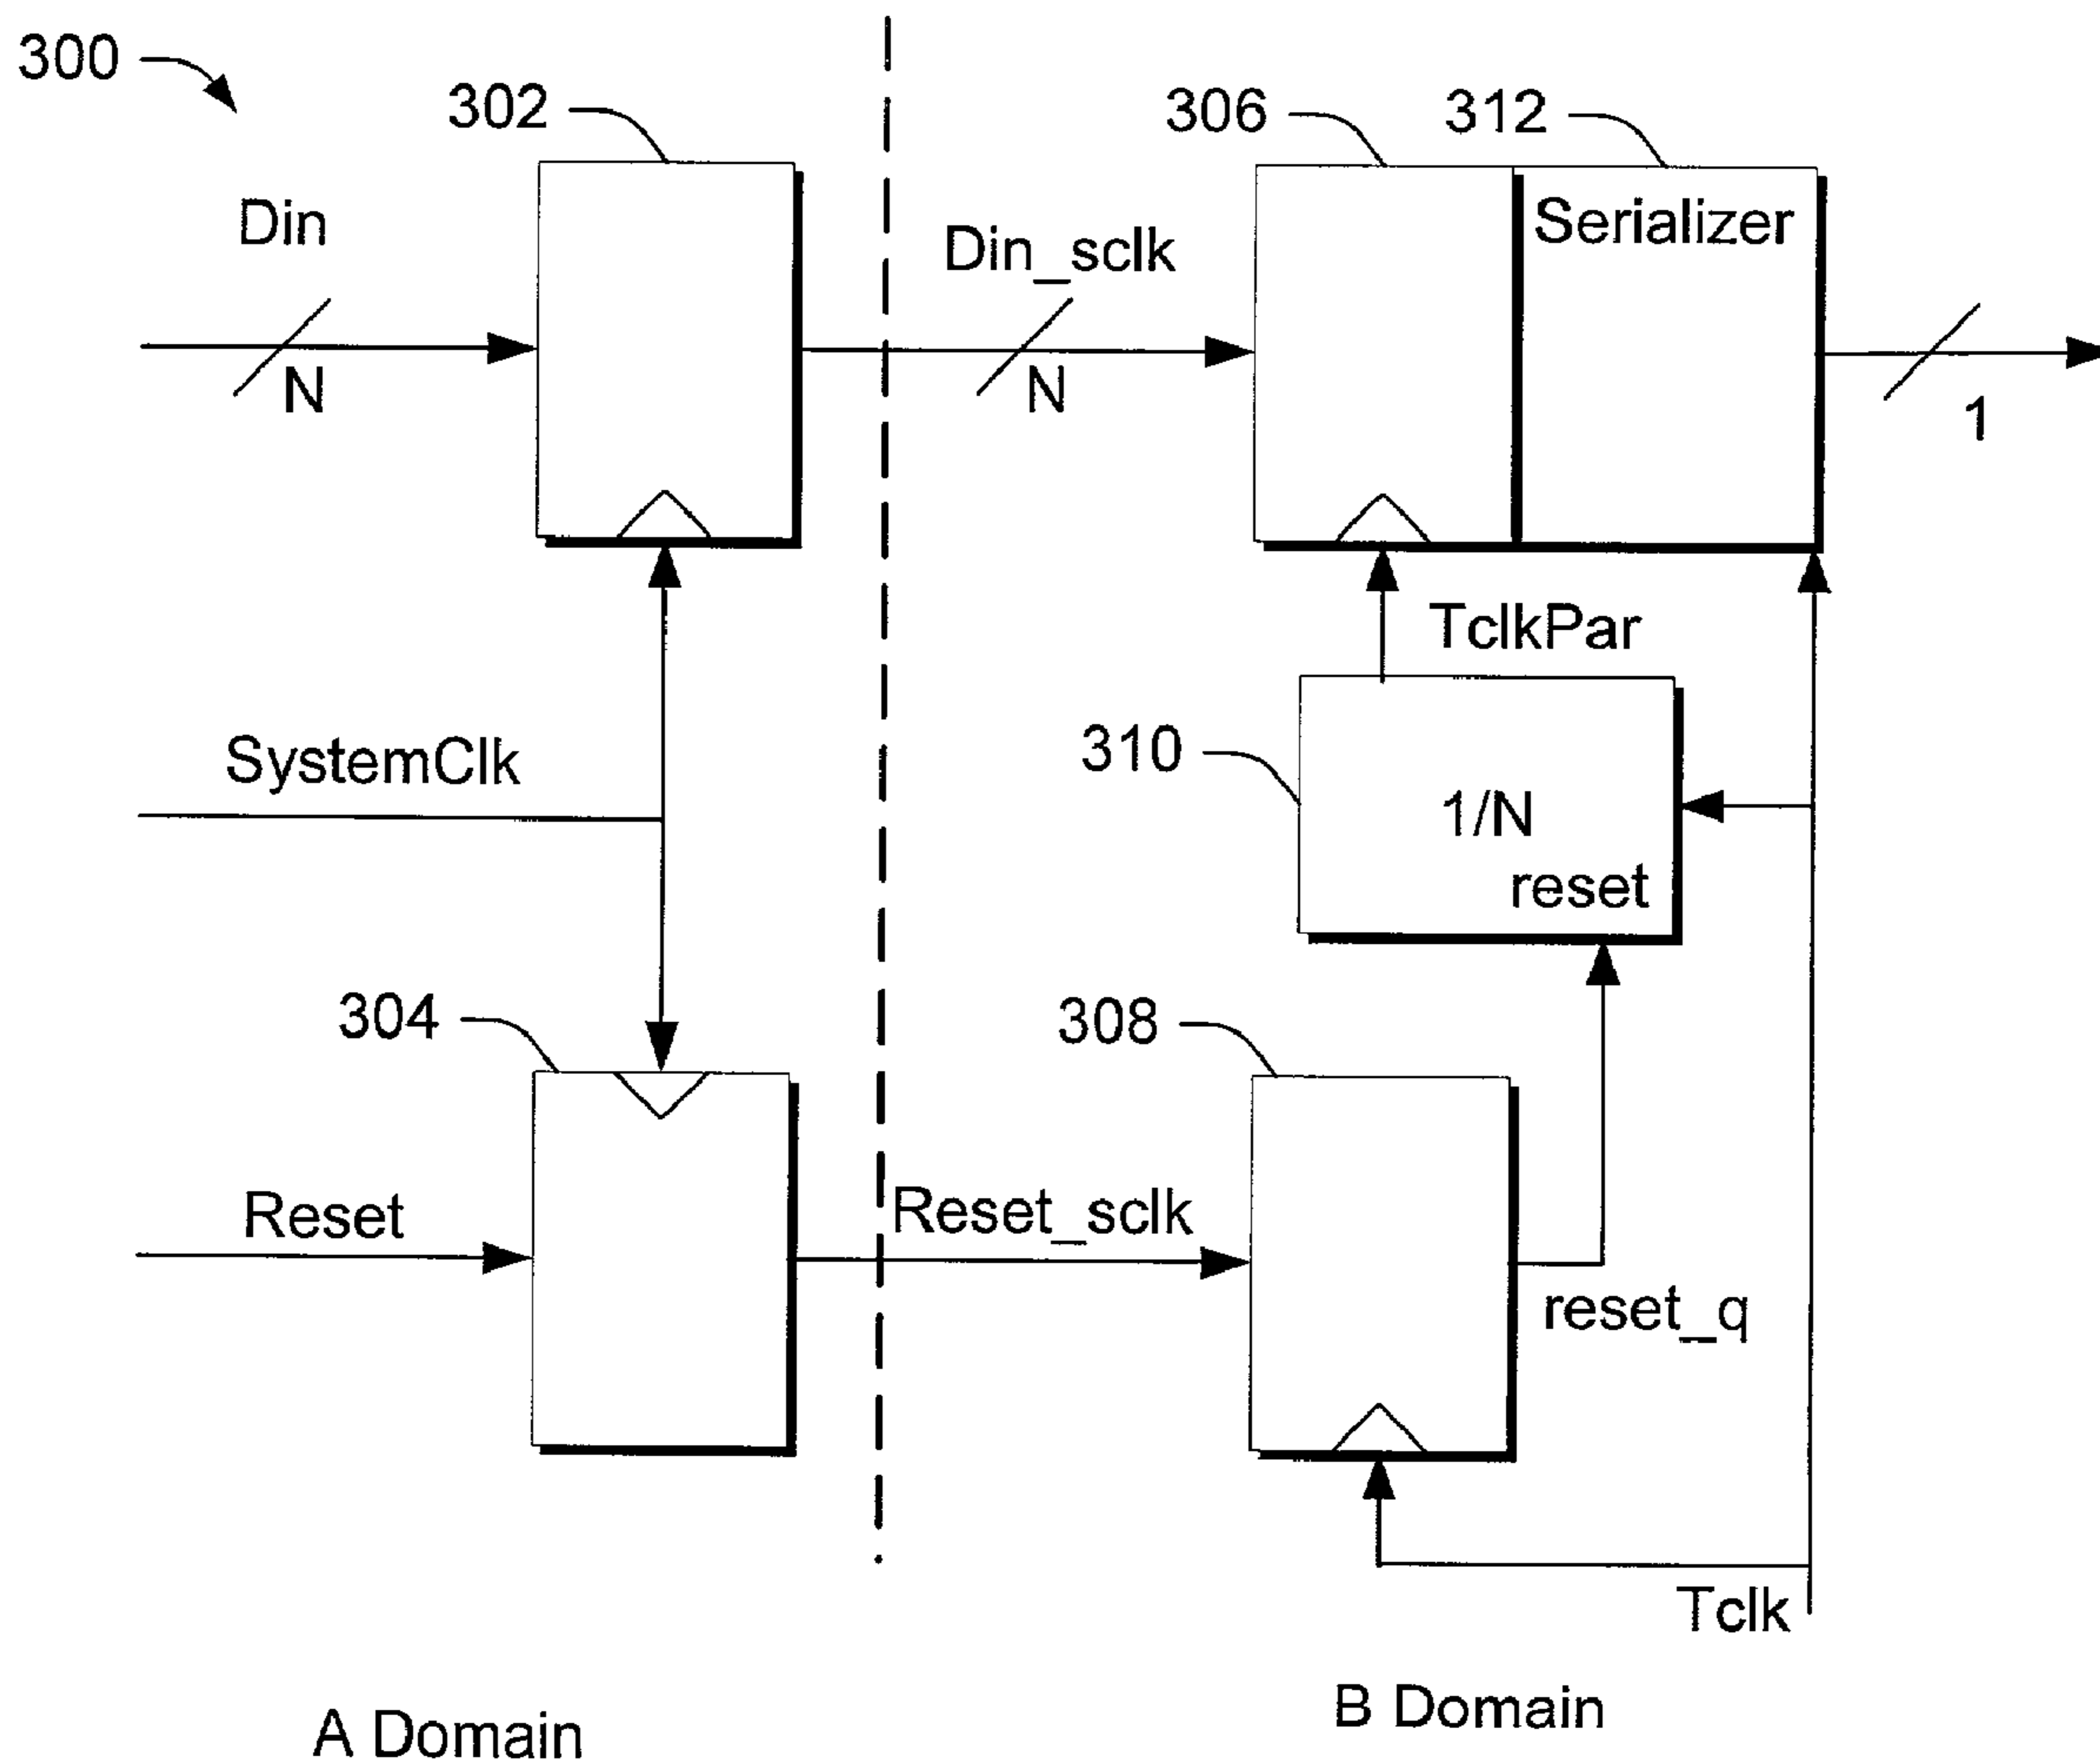 300
302
306
312
Din
Serializer
Din_sclk
N
N
1
TclkPar
SystemClk
310
1/N
reset
304
308
Reset
Reset_sclk
reset_q
Tclk
A Domain
B Domain